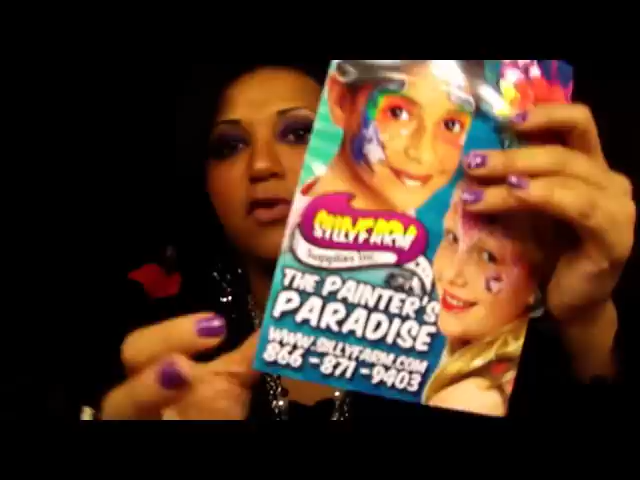 SILLYFARM
Supplies Inc.
THE PAINTER'S
PARADISE
WWW.SILLYFARM.COM
866-871-9403